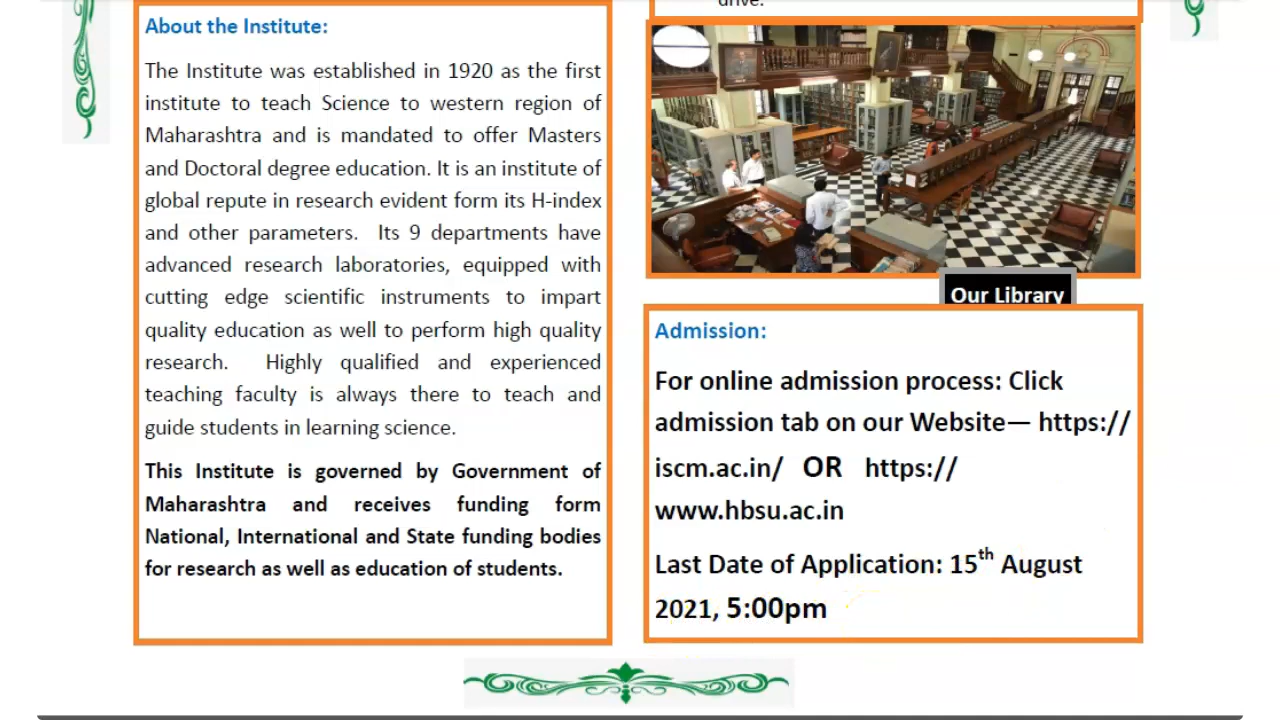 About the Institute:
The Institute was established in 1920 as the first
institute to teach Science to western region of
Maharashtra and is mandated to offer Masters
and Doctoral degree education. It is an institute of
global repute in research evident form its H-index
and other parameters. Its 9 departments have
advanced research laboratories, equipped with
cutting edge scientific instruments to impart
quality education as well to perform high quality
research. Highly qualified and experienced
teaching faculty is always there to teach and
guide students in learning science.
This Institute is governed by Government of
Maharashtra and receives funding form
National, International and State funding bodies
for research as well as education of students.
drive.
Our Library
Admission:
For online admission process: Click
admission tab on our Website— https://
iscm.ac.in/ OR https://
www.hbsu.ac.in
Last Date of Application: 15th August
2021, 5:00pm